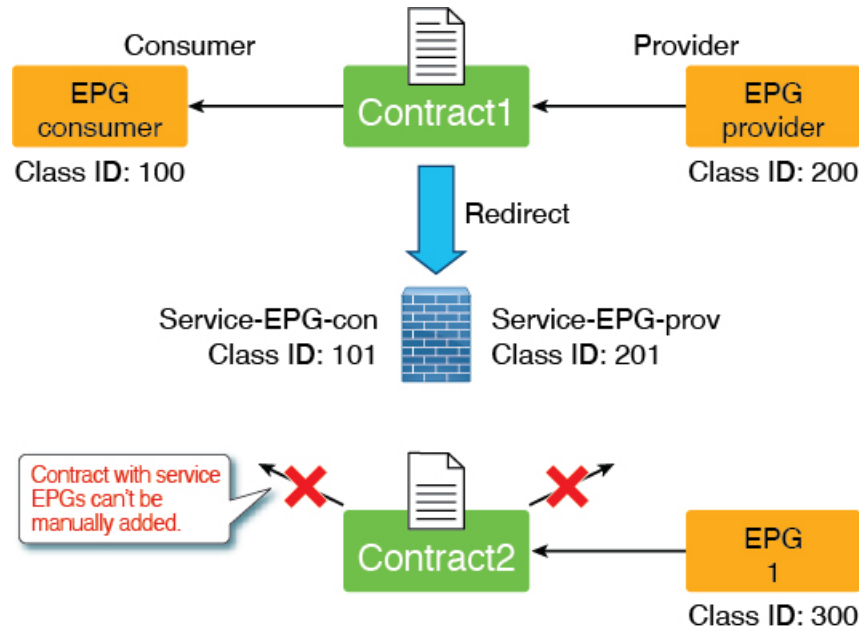 Consumer
Provider
EPG
consumer
Contract1
EPG
provider
Class ID: 100
Class ID: 200
Redirect
Service-EPG-con
Class ID: 101
Service-EPG-prov
Class ID: 201
Contract with service
EPGs can't be
manually added.
Contract2
EPG
1
Class ID: 300